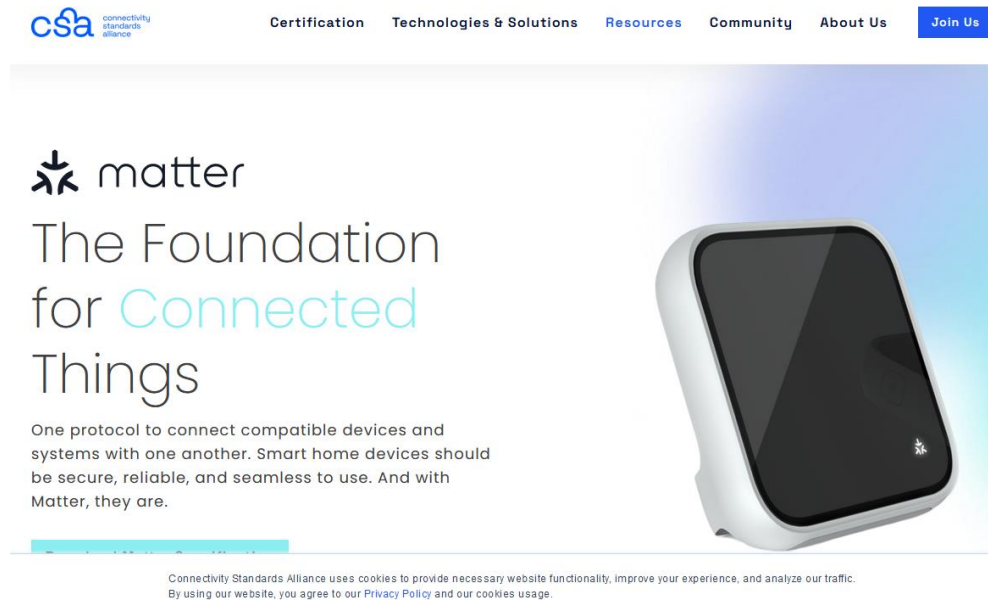 csa connectivity
standards
alliance
Certification Technologies & Solutions Resources Community About Us Join Us
matter
The Foundation
for Connected
Things
One protocol to connect compatible devices and
systems with one another. Smart home devices should
be secure, reliable, and seamless to use. And with
Matter, they are.
Connectivity Standards Alliance uses cookies to provide necessary website functionality, improve your experience, and analyze our traffic.
By using our website, you agree to our Privacy Policy and our cookies usage.